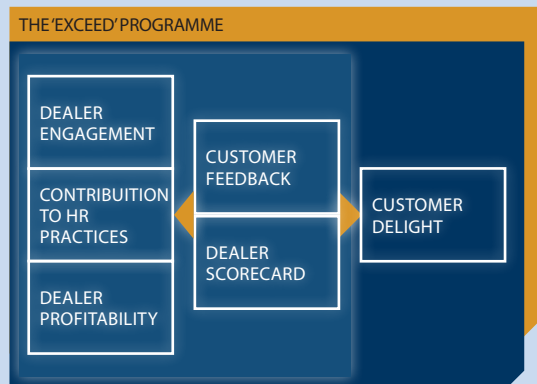 THE 'EXCEED' PROGRAMME
DEALER
ENGAGEMENT
CONTRIBUITION
TO HR
PRACTICES
DEALER
PROFITABILITY
CUSTOMER
FEEDBACK
DEALER
SCORECARD
CUSTOMER
DELIGHT